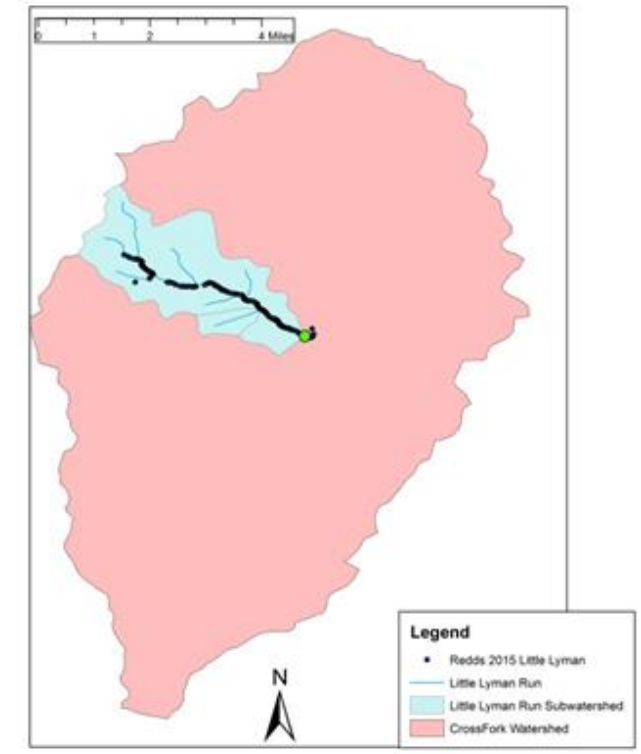 0 1 2 4 Miles
N
Legend
Redds 2015 Little Lyman
Little Lyman Run
Little Lyman Run Subwatershed
CrossFork Watershed